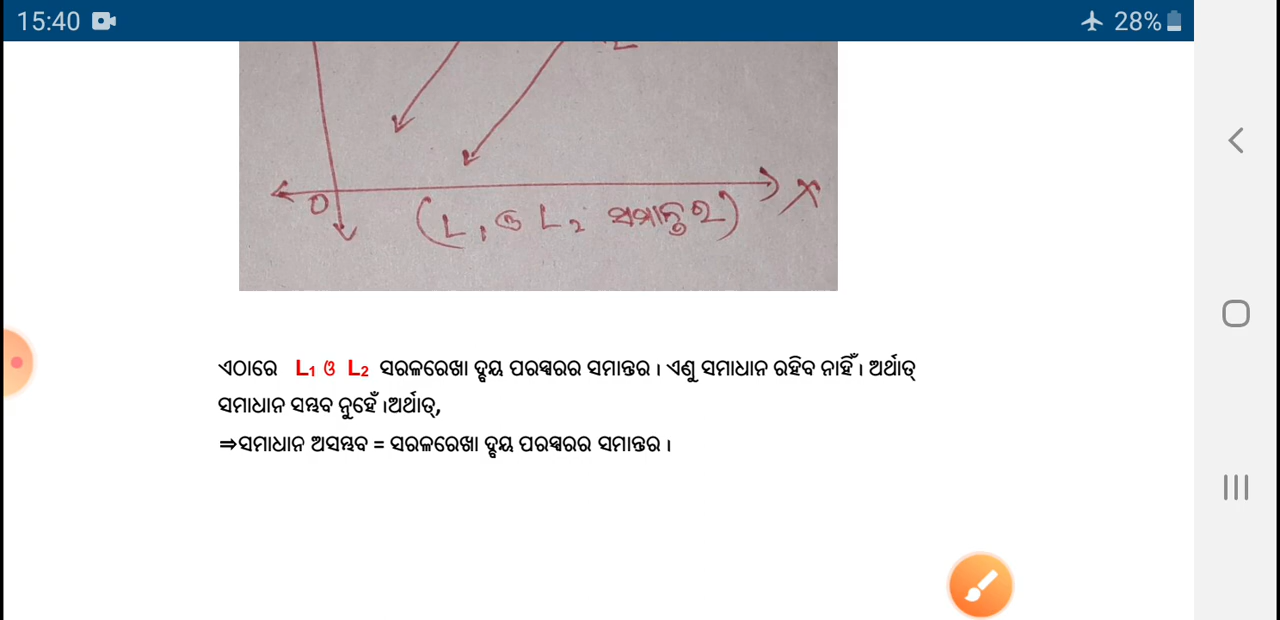 15:40 28%
O (L₁ ଓ L₂ ସମାନ୍ତର) X
ଏଠାରେ L₁ ଓ L₂ ସରଳରେଖା ଦ୍ବୟ ପରସ୍ପରର ସମାନ୍ତର । ଏଣୁ ସମାଧାନ ରହିବ ନାହିଁ । ଅର୍ଥାତ୍
ସମାଧାନ ସମ୍ଭବ ନୁହେଁ ।ଅର୍ଥାତ୍,
⇒ସମାଧାନ ଅସମ୍ଭବ = ସରଳରେଖା ଦ୍ବୟ ପରସ୍ପରର ସମାନ୍ତର ।